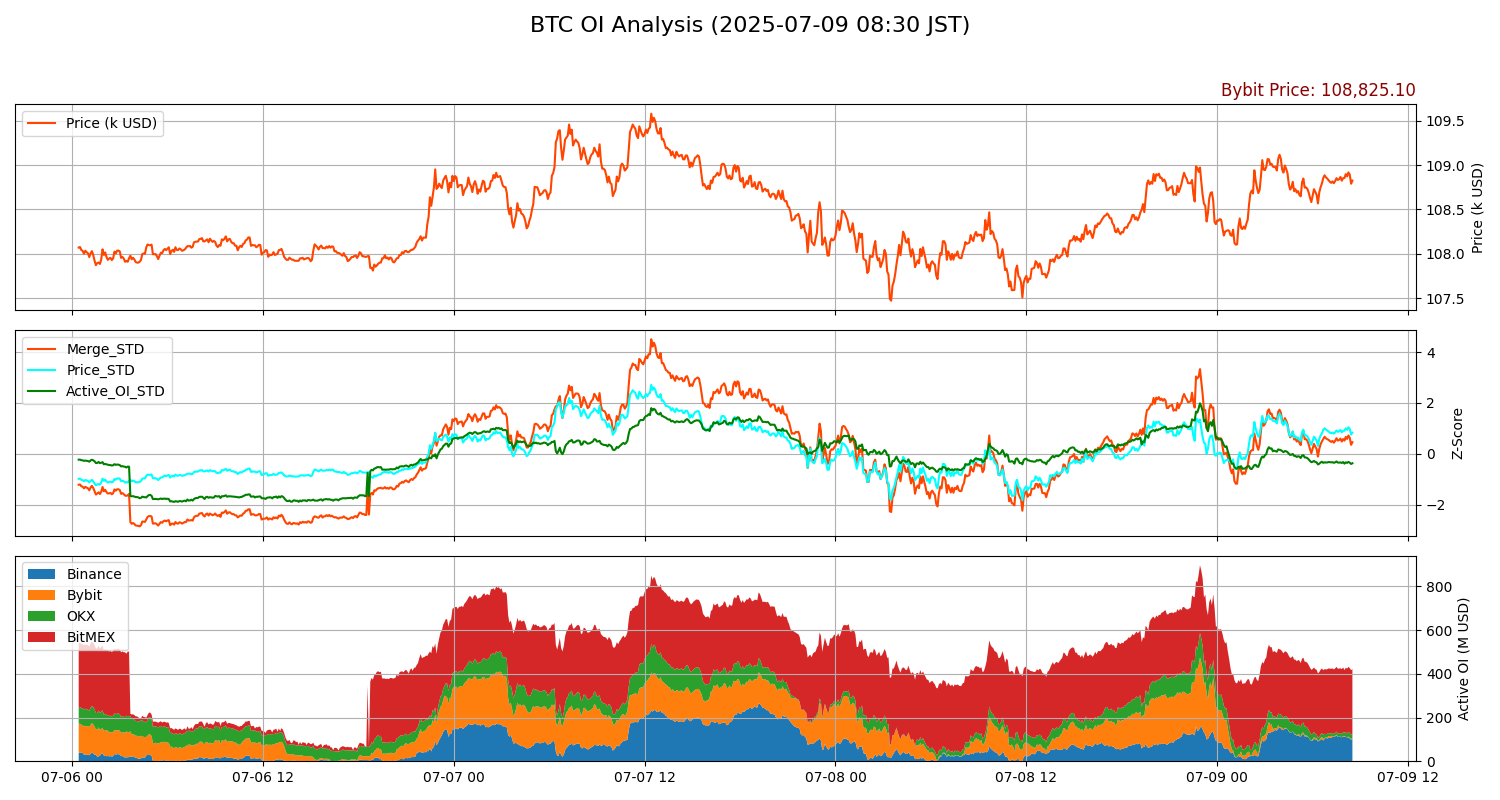 BTC OI Analysis (2025-07-09 08:30 JST)
Bybit Price: 108,825.10
Price (k USD)
109.5
109.0
108.5
108.0
107.5
Price (k USD)
Merge_STD
Price_STD
Active_OI_STD
4
2
0
−2
Z-Score
Binance
Bybit
OKX
BitMEX
800
600
400
200
0
Active OI (M USD)
07-06 00
07-06 12
07-07 00
07-07 12
07-08 00
07-08 12
07-09 00
07-09 12